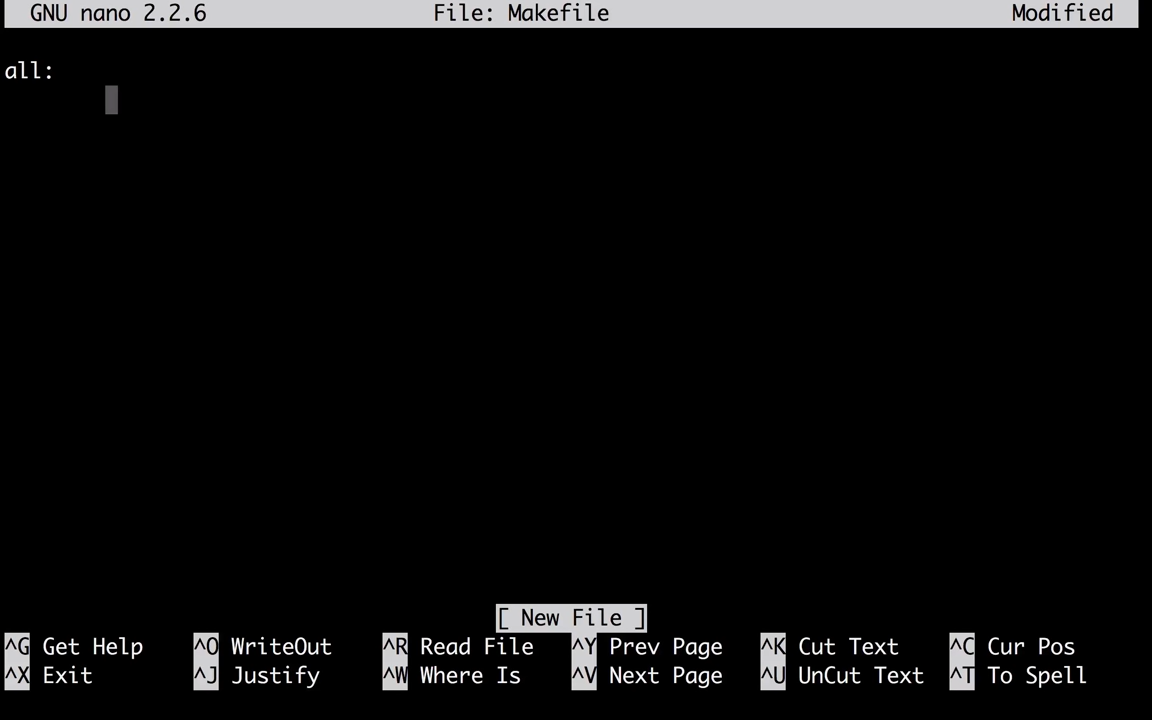 GNU nano 2.2.6 File: Makefile Modified
all:
[ New File ]
^G Get Help ^O WriteOut ^R Read File ^Y Prev Page ^K Cut Text ^C Cur Pos
^X Exit ^J Justify ^W Where Is ^V Next Page ^U UnCut Text ^T To Spell